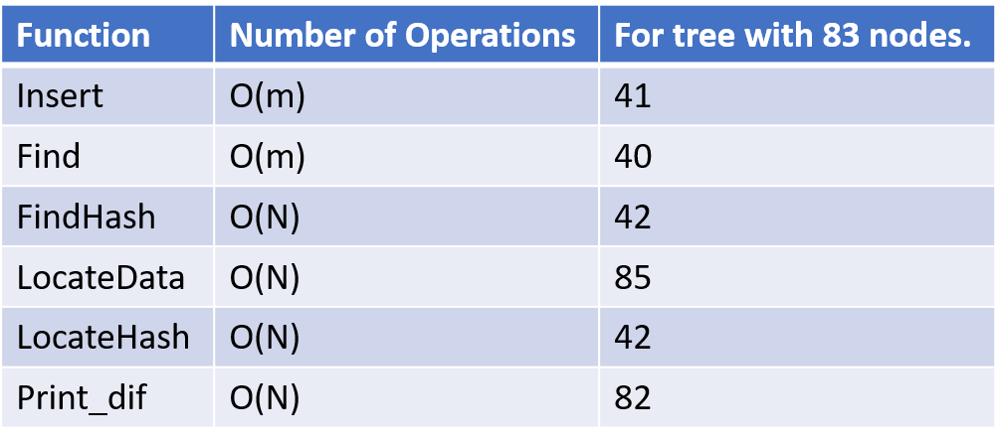 Function Number of Operations For tree with 83 nodes.
Insert O(m) 41
Find O(m) 40
FindHash O(N) 42
LocateData O(N) 85
LocateHash O(N) 42
Print_dif O(N) 82